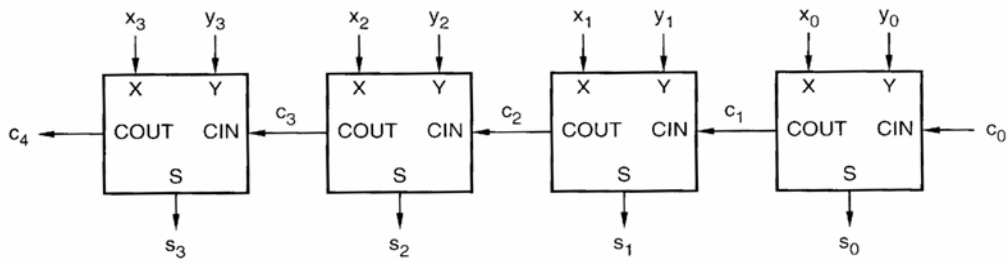 x3 y3 x2 y2 x1 y1 x0 y0
X Y X Y X Y X Y
c4 COUT CIN c3 COUT CIN c2 COUT CIN c1 COUT CIN c0
S S S S
s3 s2 s1 s0